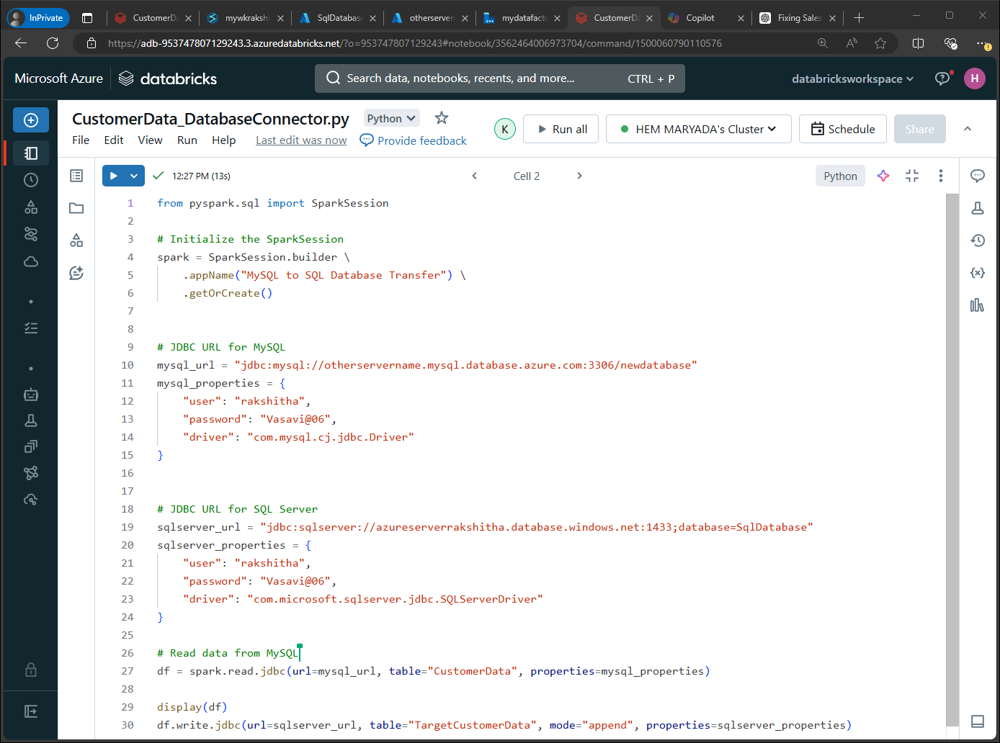 InPrivate
CustomerDa
mywkrakshi
SqlDatabase
otherserver
mydatafacto
CustomerDa
Copilot
Fixing Sales
https://adb-953747807129243.3.azuredatabricks.net/?o=953747807129243#notebook/3562464006973704/command/1500060790110576
Microsoft Azure
databricks
Search data, notebooks, recents, and more...
CTRL + P
databricksworkspace
H
CustomerData_DatabaseConnector.py
Python
File Edit View Run Help Last edit was now Provide feedback
K
Run all
HEM MARYADA's Cluster
Schedule
Share
12:27 PM (13s)
Cell 2
Python
1 from pyspark.sql import SparkSession
2
3 # Initialize the SparkSession
4 spark = SparkSession.builder \
5 .appName("MySQL to SQL Database Transfer") \
6 .getOrCreate()
7
8
9 # JDBC URL for MySQL
10 mysql_url = "jdbc:mysql://otherservername.mysql.database.azure.com:3306/newdatabase"
11 mysql_properties = {
12 "user": "rakshitha",
13 "password": "Vasavi@06",
14 "driver": "com.mysql.cj.jdbc.Driver"
15 }
16
17
18 # JDBC URL for SQL Server
19 sqlserver_url = "jdbc:sqlserver://azureserverrakshitha.database.windows.net:1433;database=SqlDatabase"
20 sqlserver_properties = {
21 "user": "rakshitha",
22 "password": "Vasavi@06",
23 "driver": "com.microsoft.sqlserver.jdbc.SQLServerDriver"
24 }
25
26 # Read data from MySQL
27 df = spark.read.jdbc(url=mysql_url, table="CustomerData", properties=mysql_properties)
28
29 display(df)
30 df.write.jdbc(url=sqlserver_url, table="TargetCustomerData", mode="append", properties=sqlserver_properties)